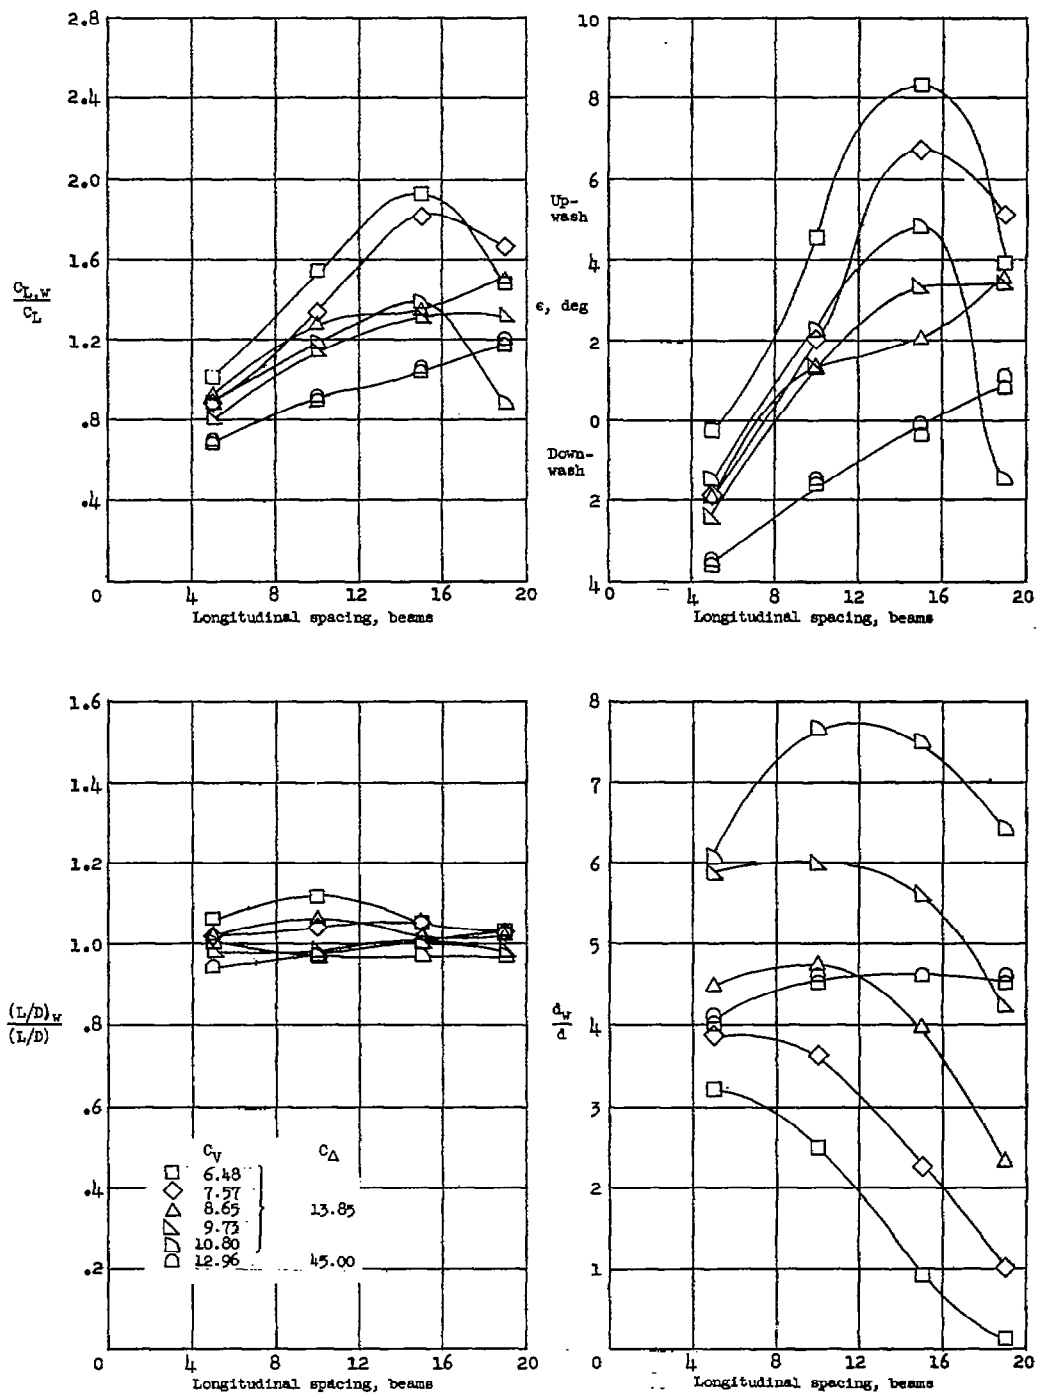 2.8
2.4
2.0
1.6
1.2
.8
.4
C_L,w
C_L
0 4 8 12 16 20
Longitudinal spacing, beams
10
8
6
4
2
0
2
4
Up-
wash
ϵ, deg
Down-
wash
0 4 8 12 16 20
Longitudinal spacing, beams
1.6
1.4
1.2
1.0
.8
.6
.4
.2
(L/D)_w
(L/D)
C_V C_Δ
6.48
7.57
8.65 13.85
9.73
10.80
12.96 45.00
0 4 8 12 16 20
Longitudinal spacing, beams
8
7
6
5
4
3
2
1
0
d_w
d
4 8 12 16 20
Longitudinal spacing, beams